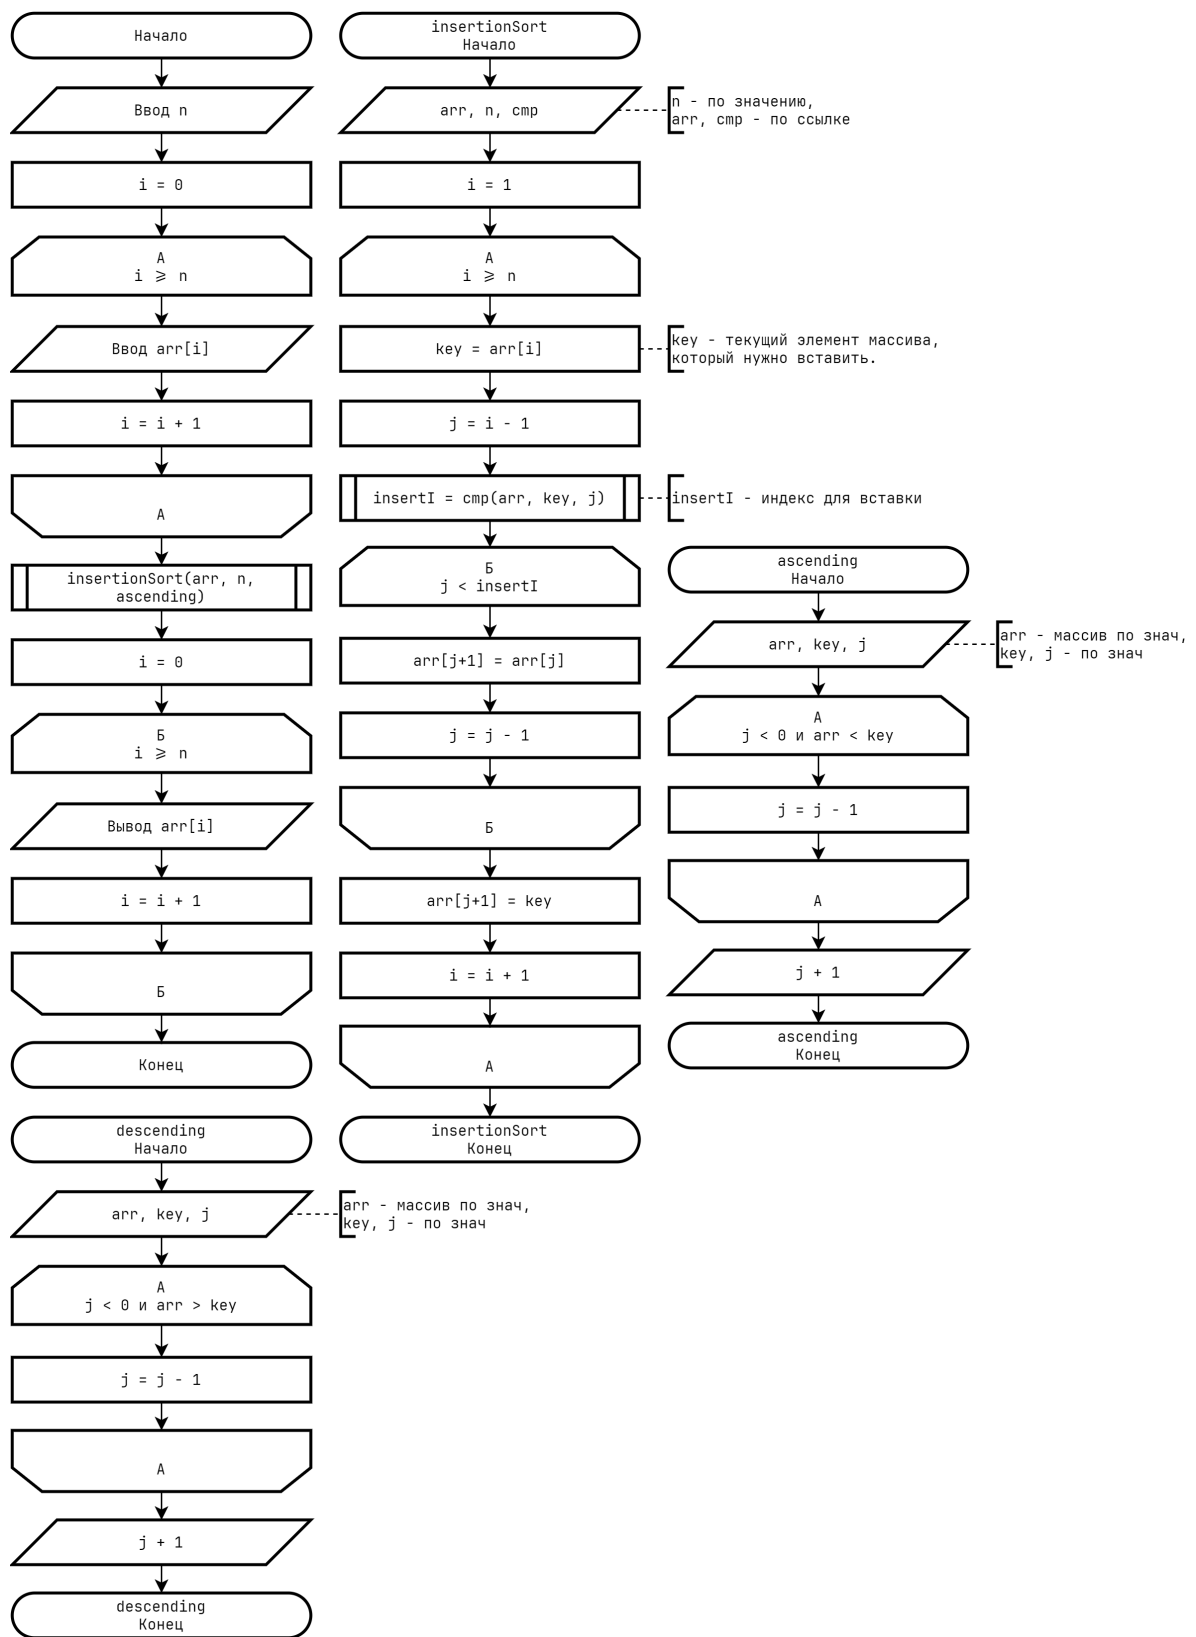 Начало
Ввод n
i = 0
А
i ⩾ n
Ввод arr[i]
i = i + 1
А
insertionSort(arr, n,
ascending)
i = 0
Б
i ⩾ n
Вывод arr[i]
i = i + 1
Б
Конец
insertionSort
Начало
arr, n, cmp
n - по значению,
arr, cmp - по ссылке
i = 1
А
i ⩾ n
key = arr[i]
key - текущий элемент массива,
который нужно вставить.
j = i - 1
insertI = cmp(arr, key, j)
insertI - индекс для вставки
Б
j < insertI
arr[j+1] = arr[j]
j = j - 1
Б
arr[j+1] = key
i = i + 1
А
insertionSort
Конец
ascending
Начало
arr, key, j
arr - массив по знач,
key, j - по знач
А
j < 0 и arr < key
j = j - 1
А
j + 1
ascending
Конец
descending
Начало
arr, key, j
arr - массив по знач,
key, j - по знач
А
j < 0 и arr > key
j = j - 1
А
j + 1
descending
Конец